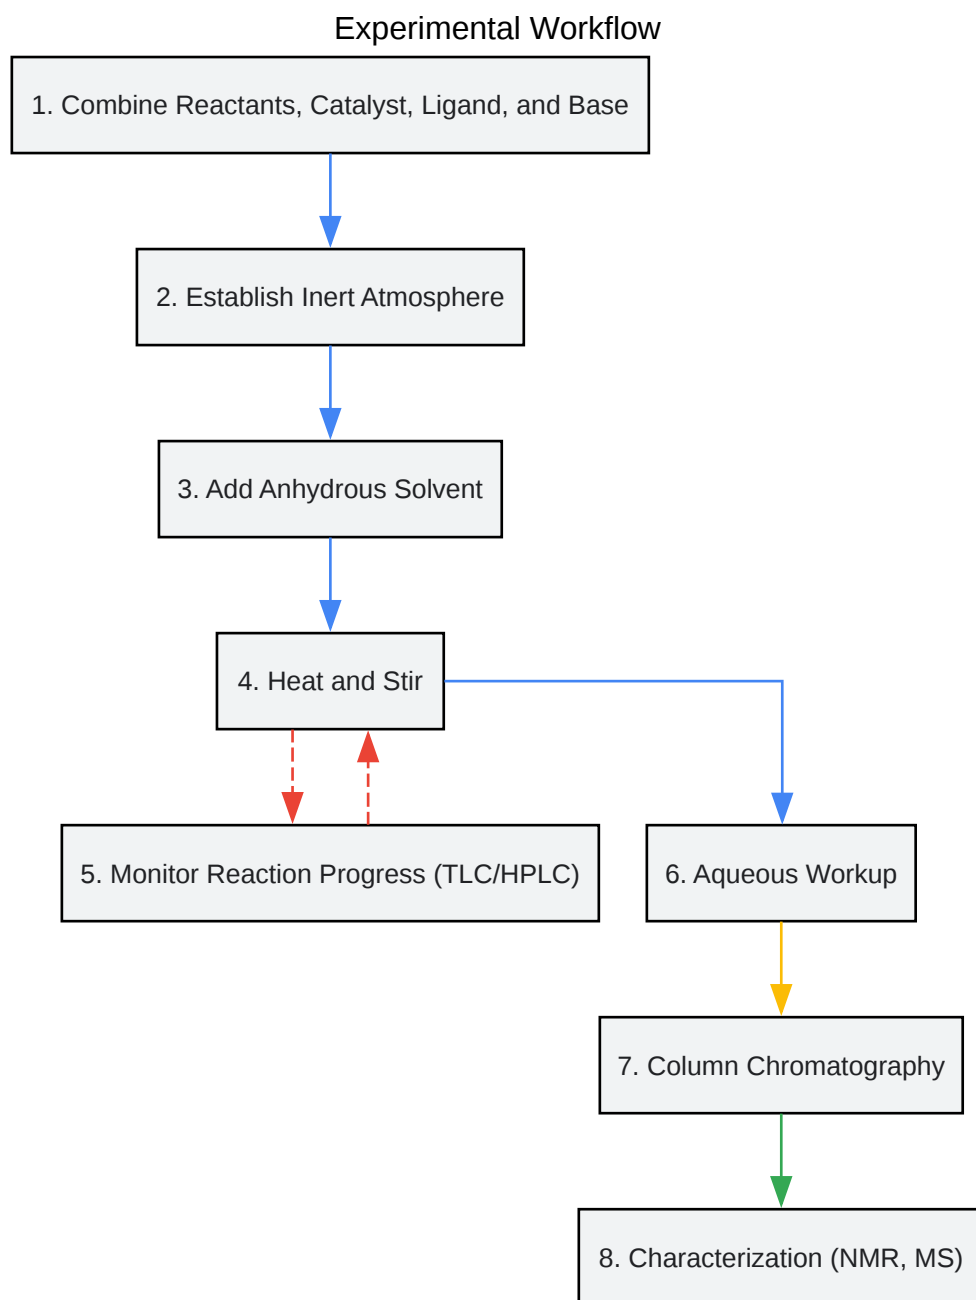 Experimental Workflow
1. Combine Reactants, Catalyst, Ligand, and Base
2. Establish Inert Atmosphere
3. Add Anhydrous Solvent
4. Heat and Stir
5. Monitor Reaction Progress (TLC/HPLC)
6. Aqueous Workup
7. Column Chromatography
8. Characterization (NMR, MS)